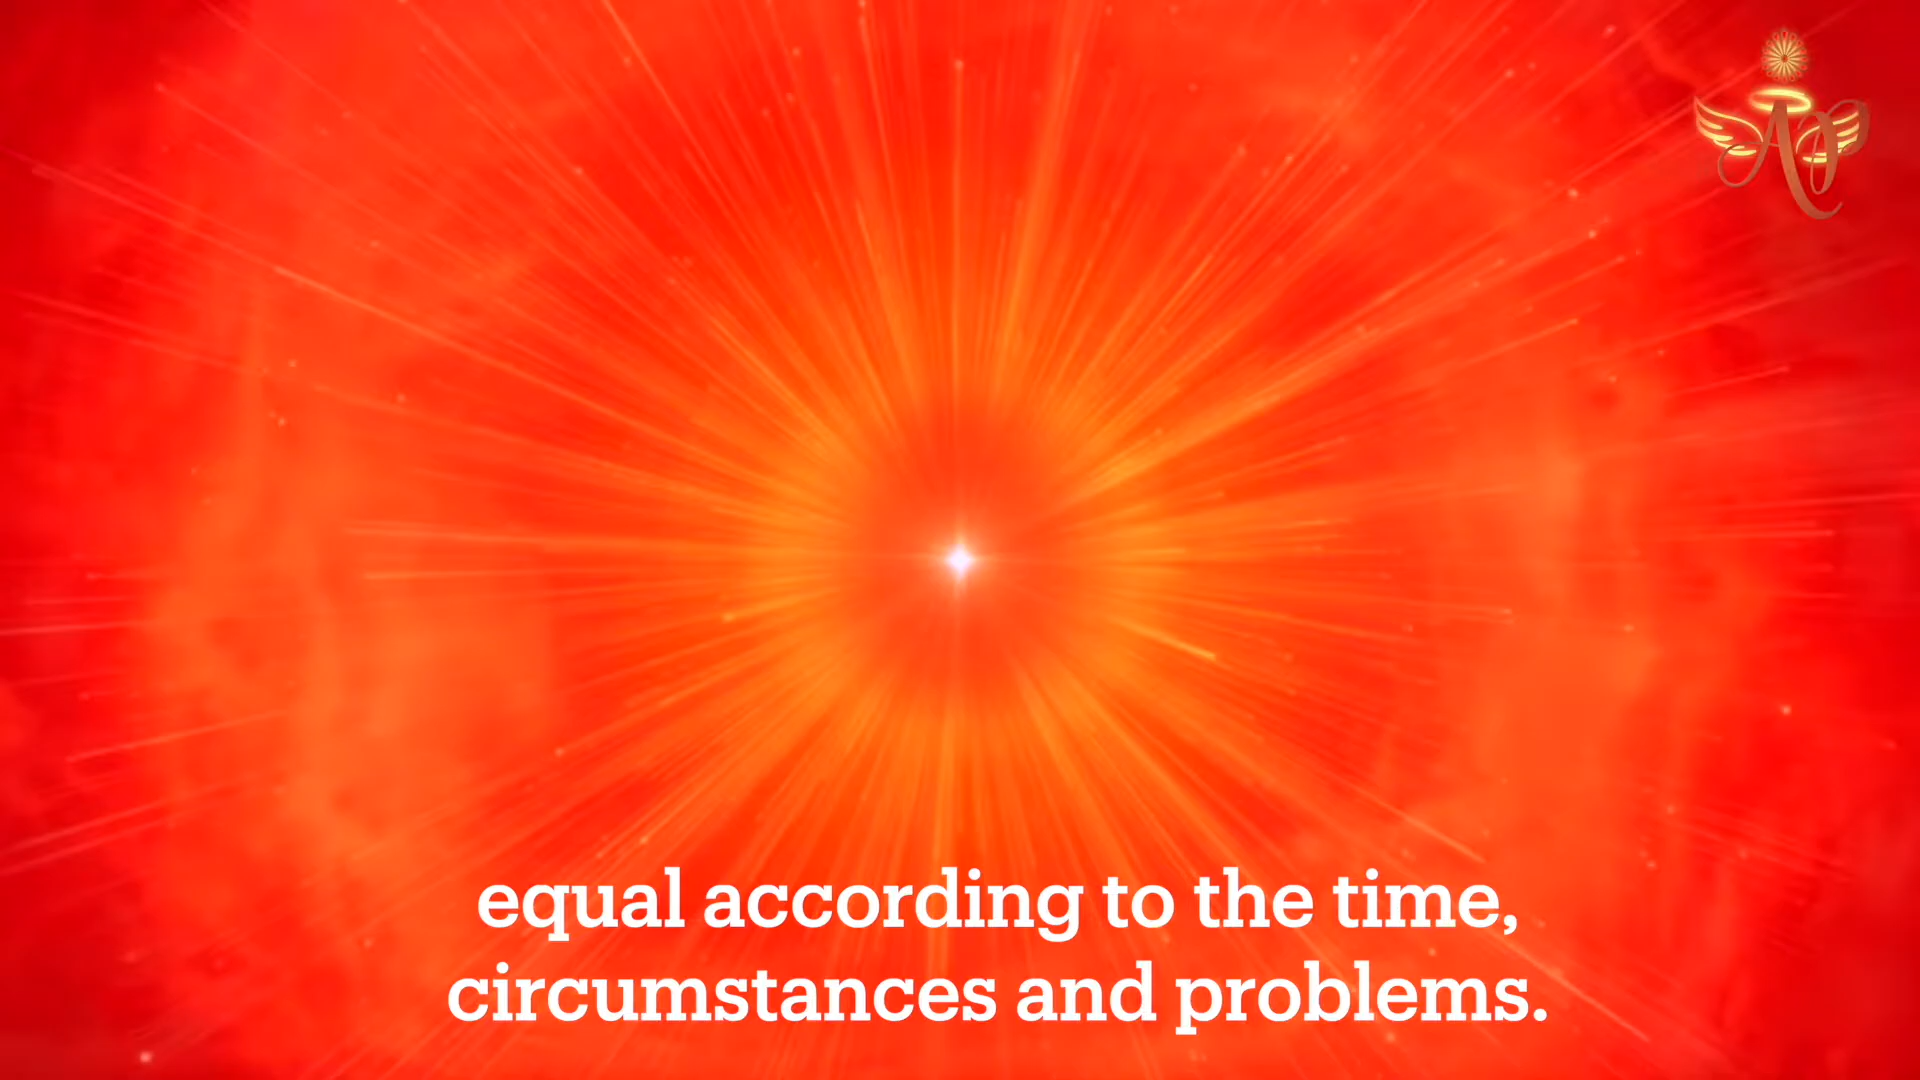 equal according to the time,
circumstances and problems.